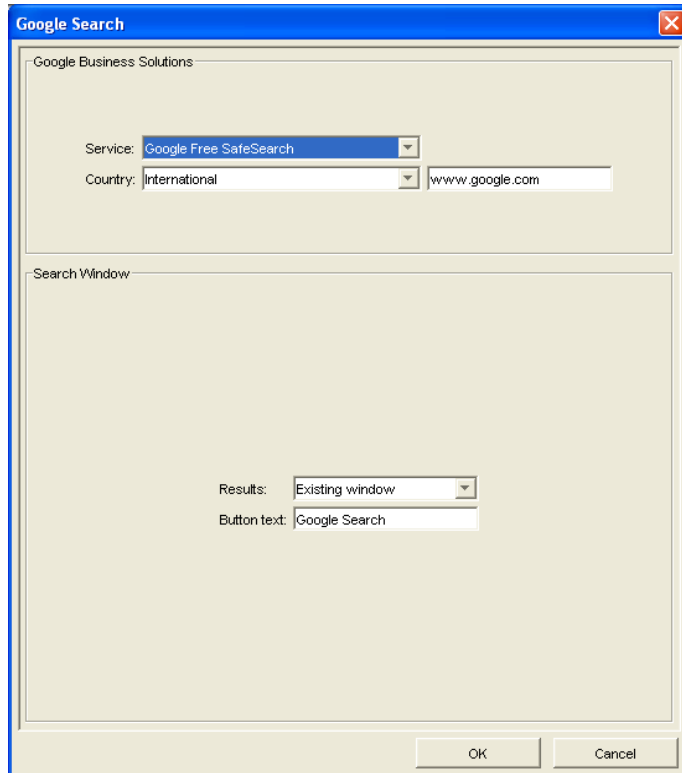 Google Search
Google Business Solutions
Service: Google Free SafeSearch
Country: International www.google.com
Search Window
Results: Existing window
Button text: Google Search
OK Cancel